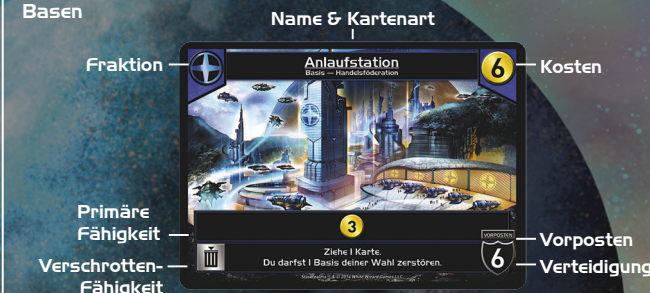 Basen
Name & Kartenart
Fraktion
Anlaufstation
Basis — Handelsföderation
6
Kosten
Primäre
Fähigkeit
3
VORPOSTEN
Vorposten
Verschrotten-
Fähigkeit
Ziehe 1 Karte.
Du darfst 1 Basis deiner Wahl zerstören.
6
Verteidigung